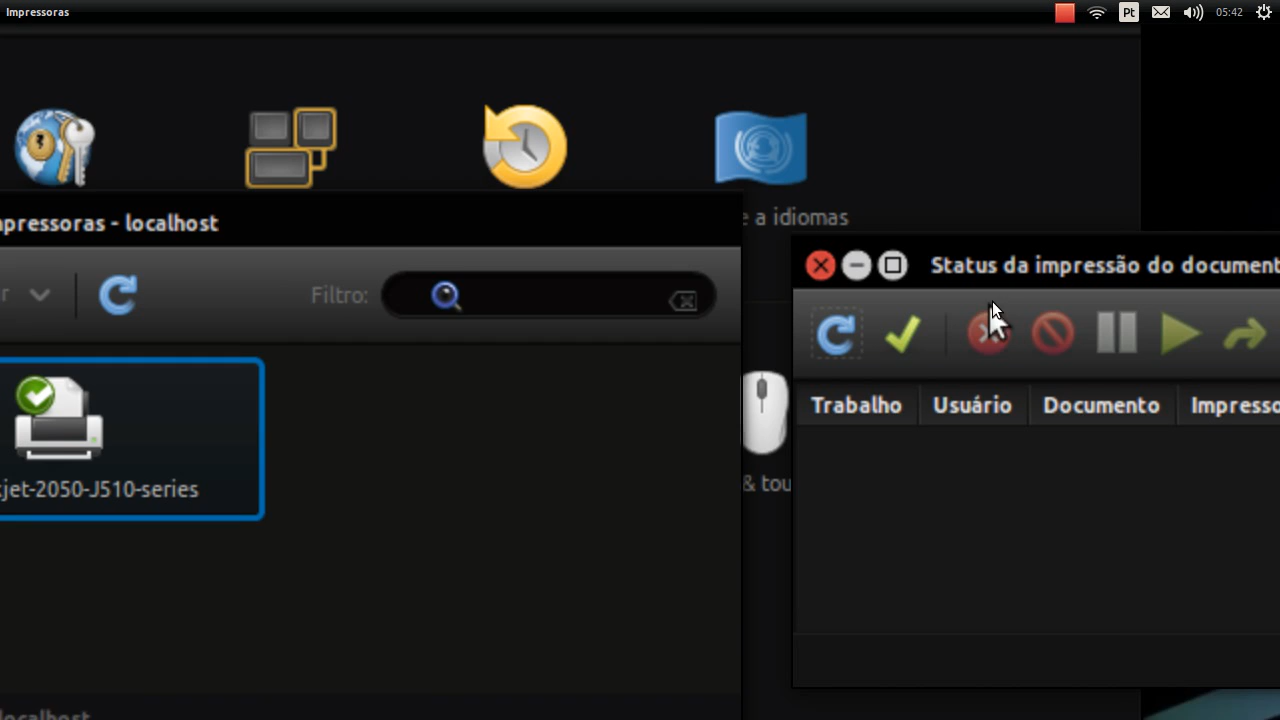 Impressoras
Pt
05:42
e a idiomas
mpressoras - localhost
r
Filtro:
Status da impressão do document
Trabalho Usuário Documento Impresso
jet-2050-J510-series
& tou
localhost